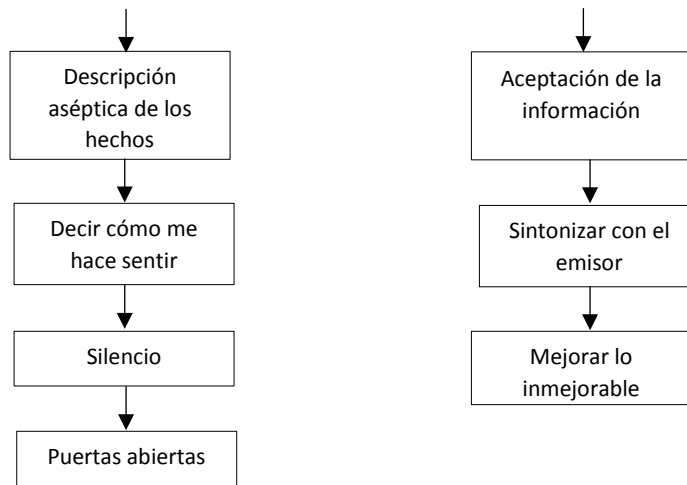 Descripción
aséptica de los
hechos
Decir cómo me
hace sentir
Silencio
Puertas abiertas
Aceptación de la
información
Sintonizar con el
emisor
Mejorar lo
inmejorable